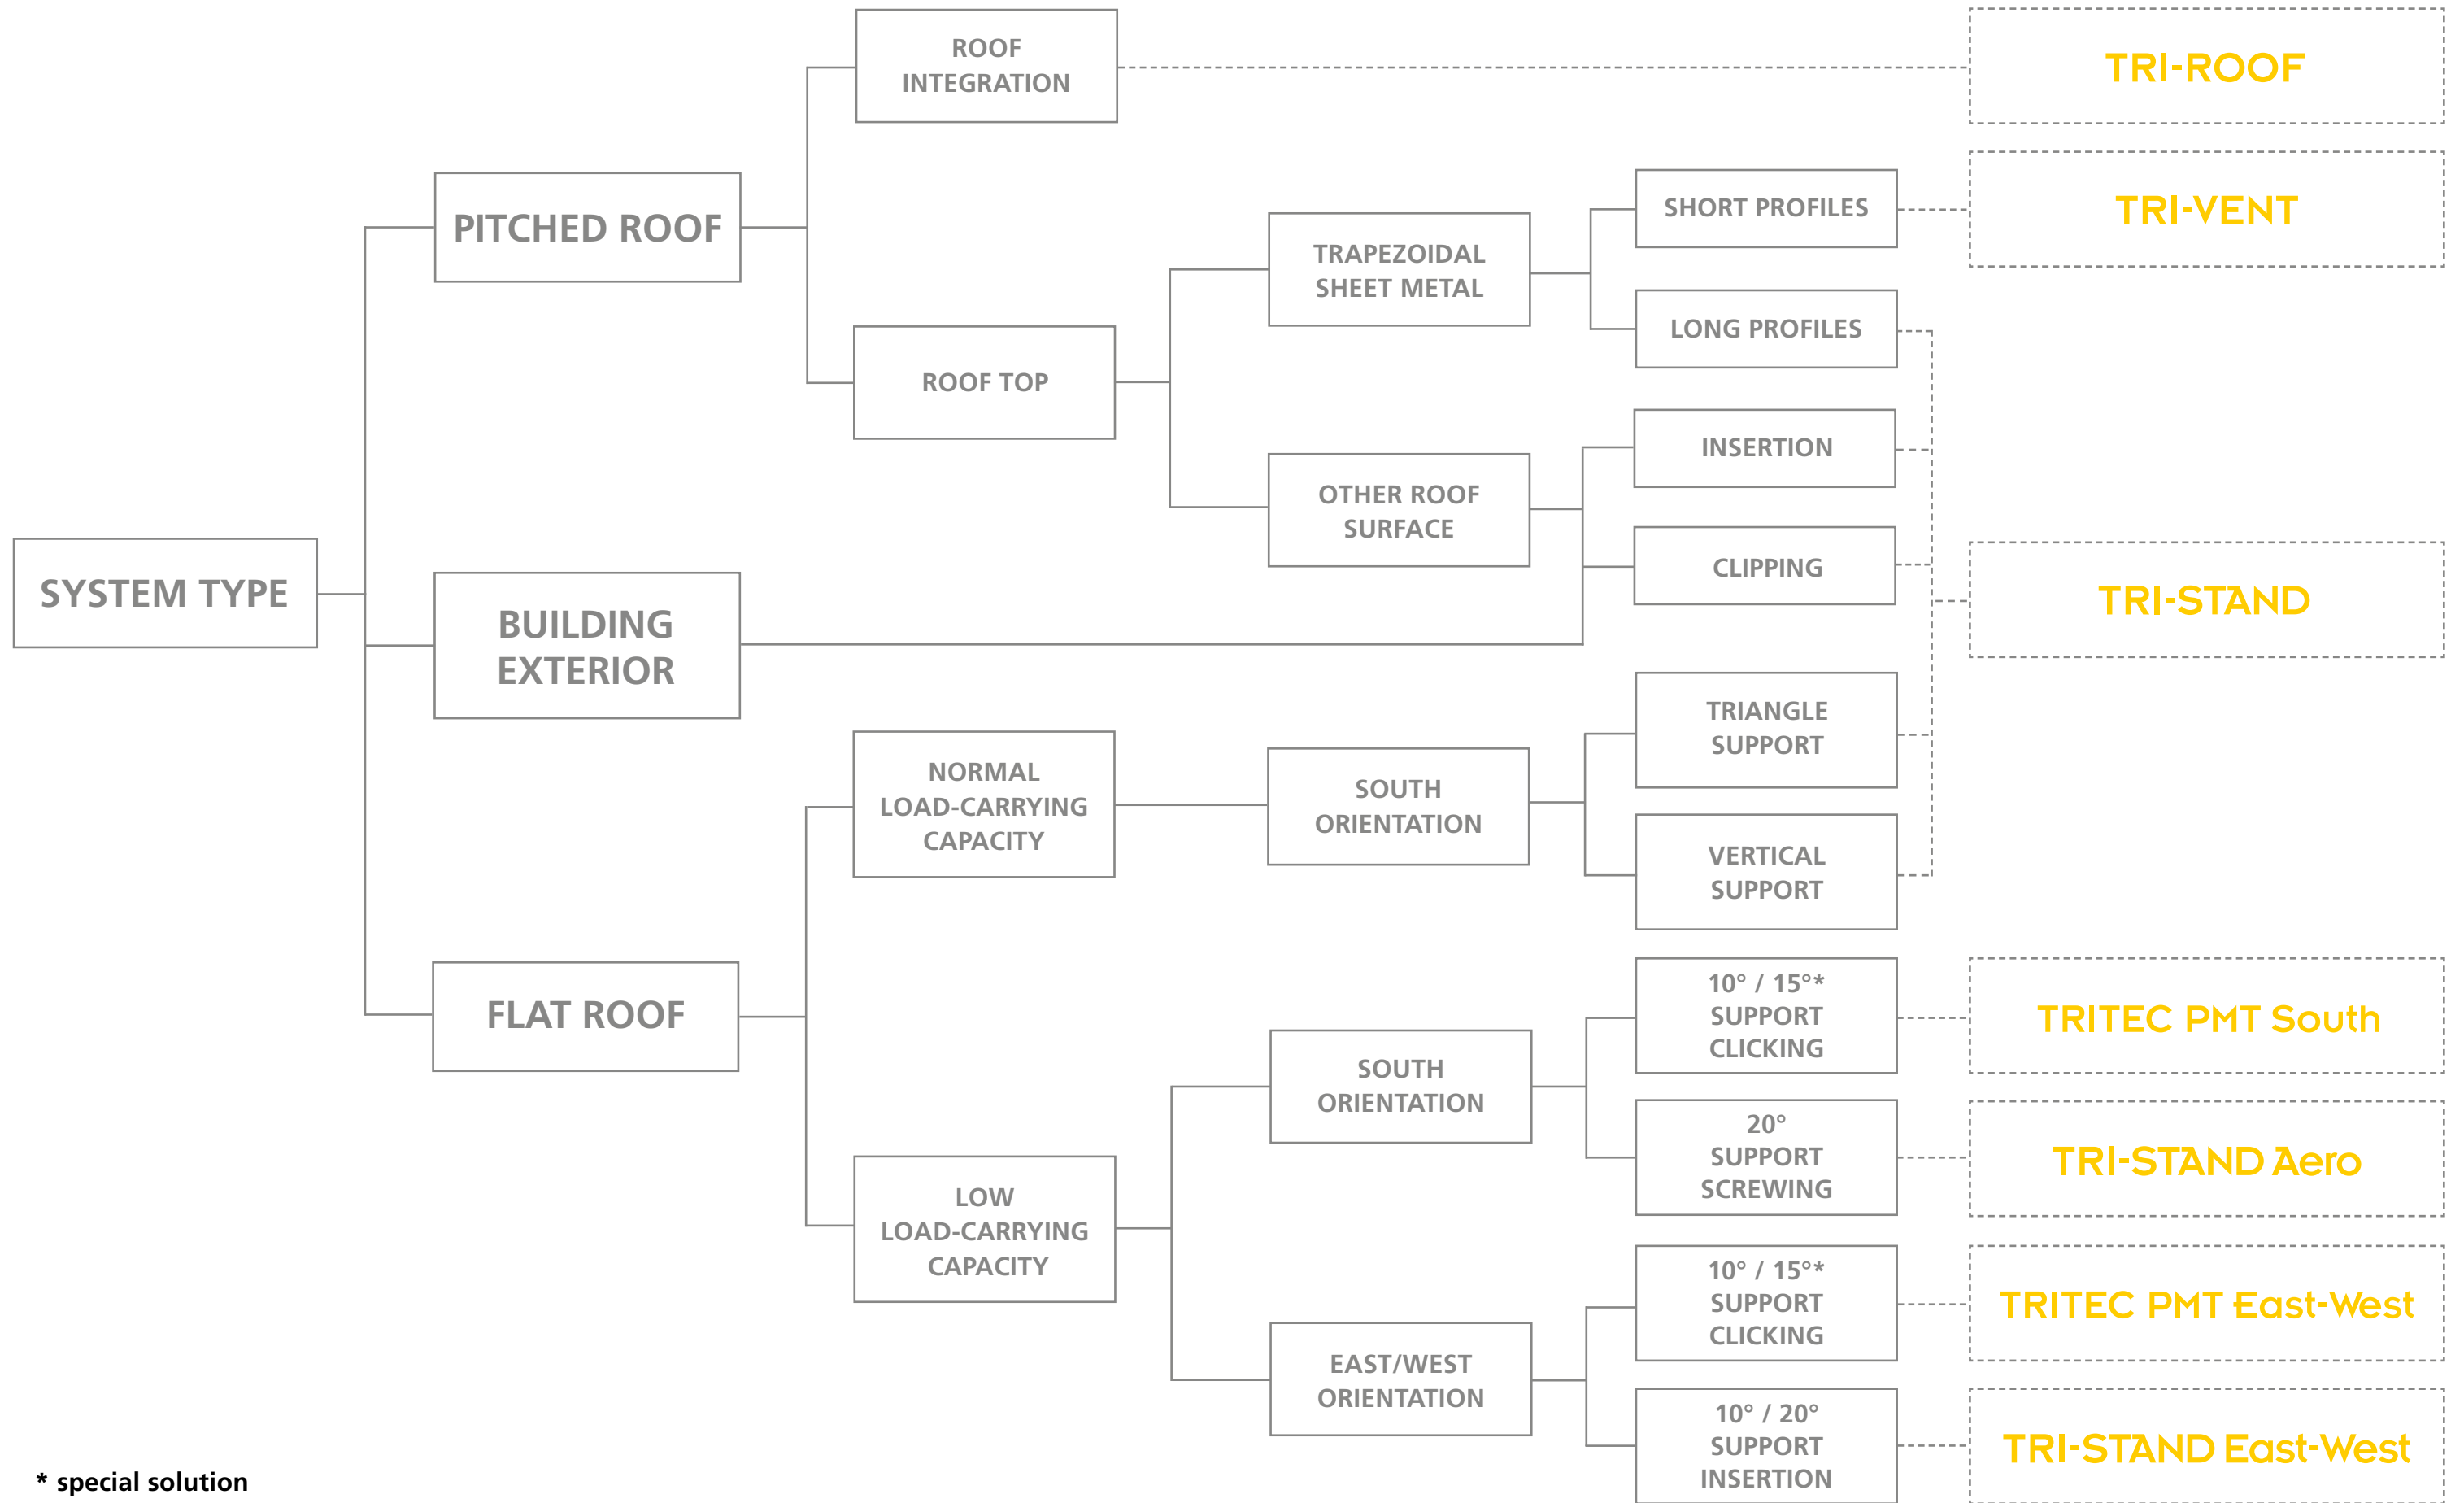 ROOF
INTEGRATION
TRI-ROOF
PITCHED ROOF
SHORT PROFILES
TRI-VENT
TRAPEZOIDAL
SHEET METAL
LONG PROFILES
ROOF TOP
INSERTION
OTHER ROOF
SURFACE
CLIPPING
SYSTEM TYPE
TRI-STAND
BUILDING
EXTERIOR
TRIANGLE
SUPPORT
NORMAL
LOAD-CARRYING
CAPACITY
SOUTH
ORIENTATION
VERTICAL
SUPPORT
FLAT ROOF
10° / 15°*
SUPPORT
CLICKING
TRITEC PMT South
SOUTH
ORIENTATION
20°
SUPPORT
SCREWING
TRI-STAND Aero
LOW
LOAD-CARRYING
CAPACITY
10° / 15°*
SUPPORT
CLICKING
TRITEC PMT East-West
EAST/WEST
ORIENTATION
10° / 20°
SUPPORT
INSERTION
TRI-STAND East-West
* special solution